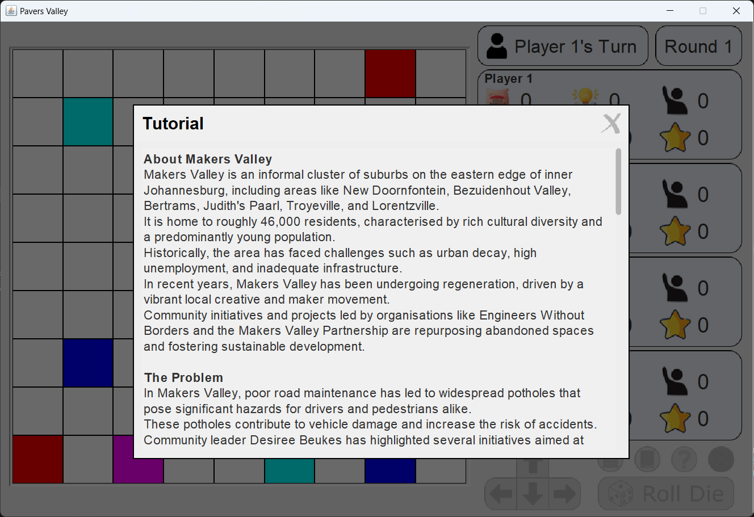 Pavers Valley
Player 1's Turn
Round 1
Player 1
0
0
0
Tutorial
About Makers Valley
Makers Valley is an informal cluster of suburbs on the eastern edge of inner
Johannesburg, including areas like New Doornfontein, Bezuidenhout Valley,
Bertrams, Judith's Paarl, Troyeville, and Lorentzville.
It is home to roughly 46,000 residents, characterised by rich cultural diversity and
a predominantly young population.
Historically, the area has faced challenges such as urban decay, high
unemployment, and inadequate infrastructure.
In recent years, Makers Valley has been undergoing regeneration, driven by a
vibrant local creative and maker movement.
Community initiatives and projects led by organisations like Engineers Without
Borders and the Makers Valley Partnership are repurposing abandoned spaces
and fostering sustainable development.
The Problem
In Makers Valley, poor road maintenance has led to widespread potholes that
pose significant hazards for drivers and pedestrians alike.
These potholes contribute to vehicle damage and increase the risk of accidents.
Community leader Desiree Beukes has highlighted several initiatives aimed at
0
0
0
0
0
0
0
?
Roll Die